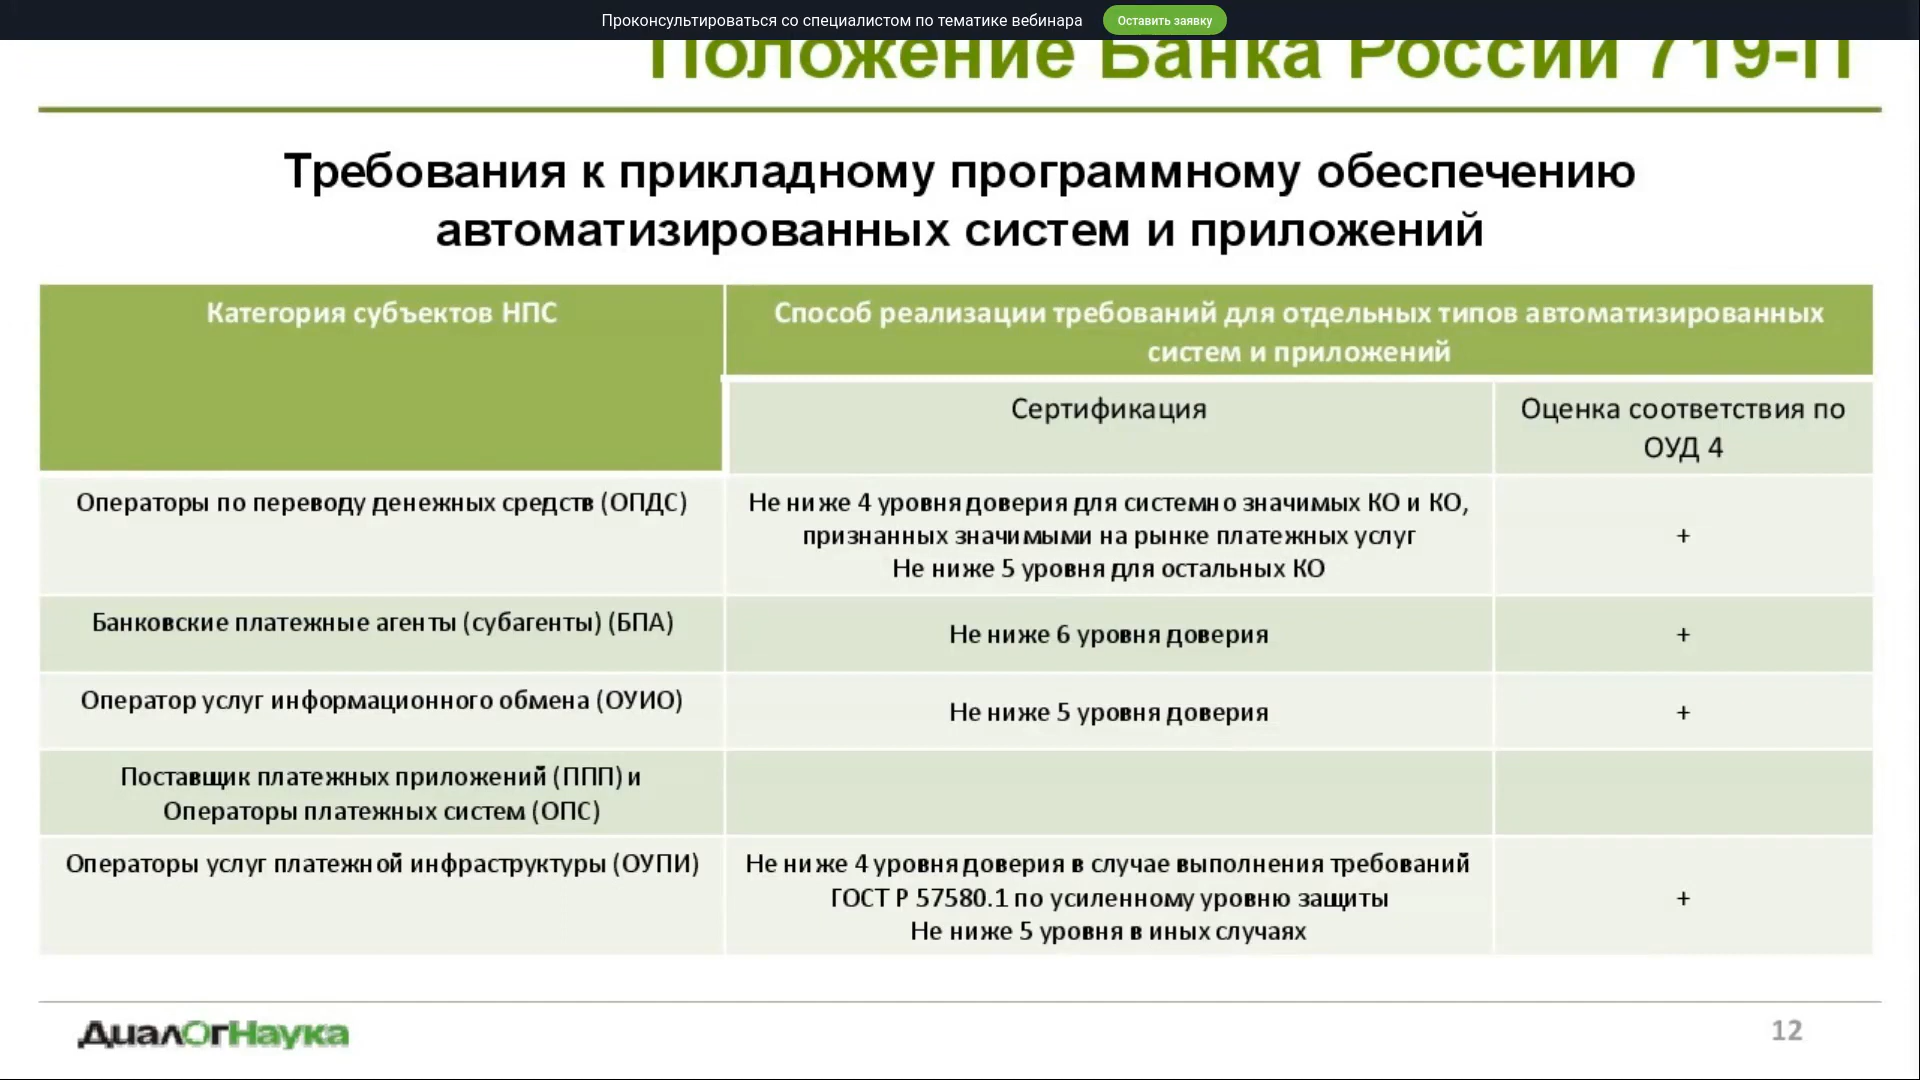 Проконсультироваться со специалистом по тематике вебинара
Оставить заявку
Положение Банка России 719-П
Требования к прикладному программному обеспечению
автоматизированных систем и приложений
Категория субъектов НПС
Способ реализации требований для отдельных типов автоматизированных
систем и приложений
Сертификация
Оценка соответствия по
ОУД 4
Операторы по переводу денежных средств (ОПДС)
Не ниже 4 уровня доверия для системно значимых КО и КО,
признанных значимыми на рынке платежных услуг
Не ниже 5 уровня для остальных КО
+
Банковские платежные агенты (субагенты) (БПА)
Не ниже 6 уровня доверия
+
Оператор услуг информационного обмена (ОУИО)
Не ниже 5 уровня доверия
+
Поставщик платежных приложений (ППП) и
Операторы платежных систем (ОПС)
Операторы услуг платежной инфраструктуры (ОУПИ)
Не ниже 4 уровня доверия в случае выполнения требований
ГОСТ Р 57580.1 по усиленному уровню защиты
Не ниже 5 уровня в иных случаях
+
ДиалОгНаука
12